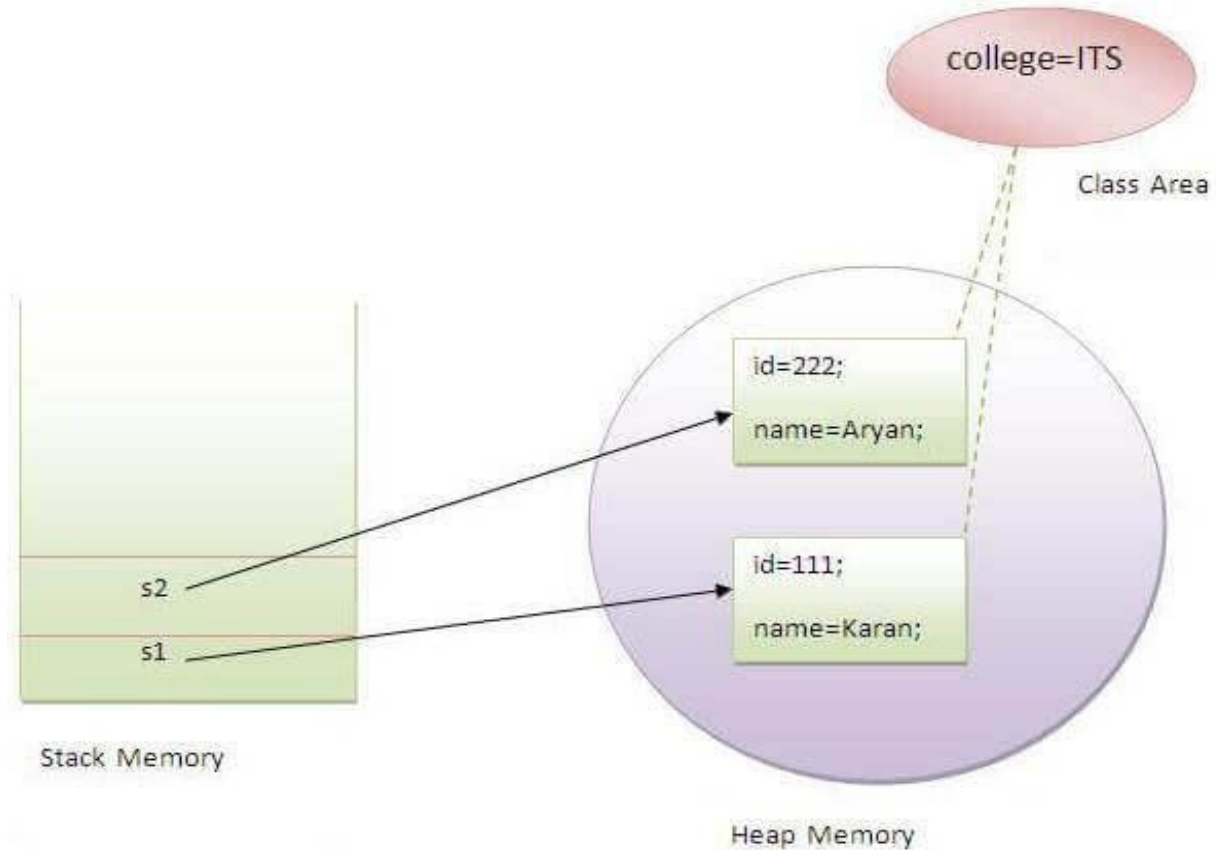 college=ITS
Class Area
id=222;
name=Aryan;
s2
id=111;
name=Karan;
s1
Stack Memory
Heap Memory